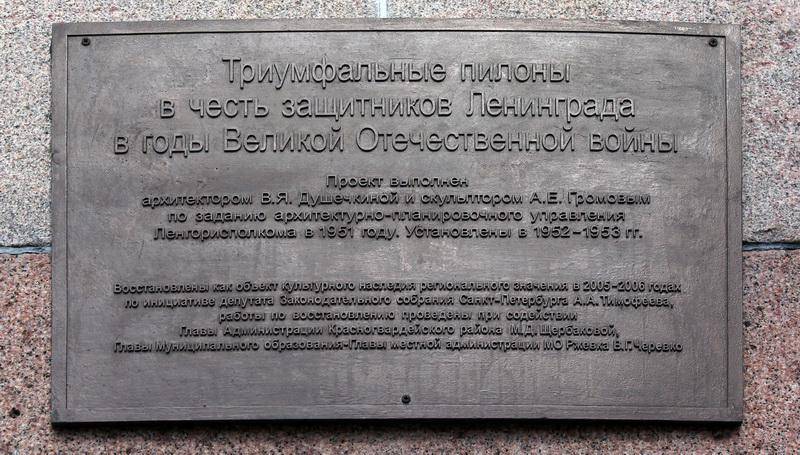 Триумфальные пилоны
в честь защитников Ленинграда
в годы Великой Отечественной войны
Проект выполнен
архитектором В.Я. Душечкиной и скульптором А.Е. Громовым
по заданию архитектурно-планировочного управления
Ленгорисполкома в 1951 году. Установлены в 1952-1953 гг.
Восстановлены как объект культурного наследия регионального значения в 2005-2006 годах
по инициативе депутата Законодательного собрания Санкт-Петербурга А.А.Тимофеева,
работы по восстановлению проведены при содействии
Главы Администрации Красногвардейского района М.Д. Щербаковой,
Главы Муниципального образования-Главы местной администрации МО Ржевка В.Г.Черевко